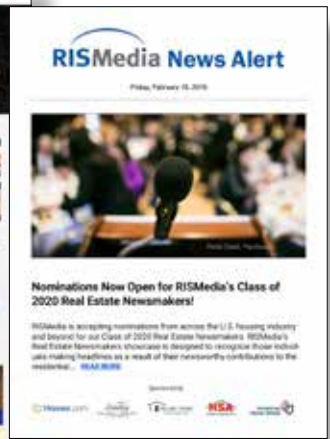 RISMedia News Alert
Nominations Now Open for RISMedia's Class of
2020 Real Estate Newsmakers!
RISMedia is accepting nominations from across the U.S. housing industry
and beyond for our Class of 2020 Real Estate Newsmakers. RISMedia's
Real Estate Newsmakers showcase is designed to recognize those individ-
uals making headlines as a result of their newsworthy contributions to the
residential... READ MORE
Homes.com
HSA